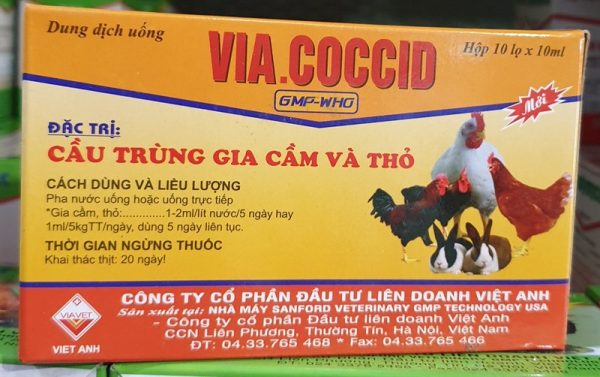 Dung dịch uống
VIA.COCCID
Hộp 10 lọ x 10ml
GMP-WHO
Mới
ĐẶC TRỊ:
CẦU TRÙNG GIA CẦM VÀ THỎ
CÁCH DÙNG VÀ LIỀU LƯỢNG
Pha nước uống hoặc uống trực tiếp
*Gia cầm, thỏ:.............1-2ml/lít nước/5 ngày hay
1ml/5kgTT/ngày, dùng 5 ngày liên tục.
THỜI GIAN NGỪNG THUỐC
Khai thác thịt: 20 ngày!
VIAVET
VIET ANH
CÔNG TY CỔ PHẦN ĐẦU TƯ LIÊN DOANH VIỆT ANH
Sản xuất tại: NHÀ MÁY SANFORD VETERINARY GMP TECHNOLOGY USA
- Công ty cổ phần Đầu tư liên doanh Việt Anh
CCN Liên Phương, Thường Tín, Hà Nội, Việt Nam
ĐT: 04.33.765 468 * Fax: 04.33.765 466